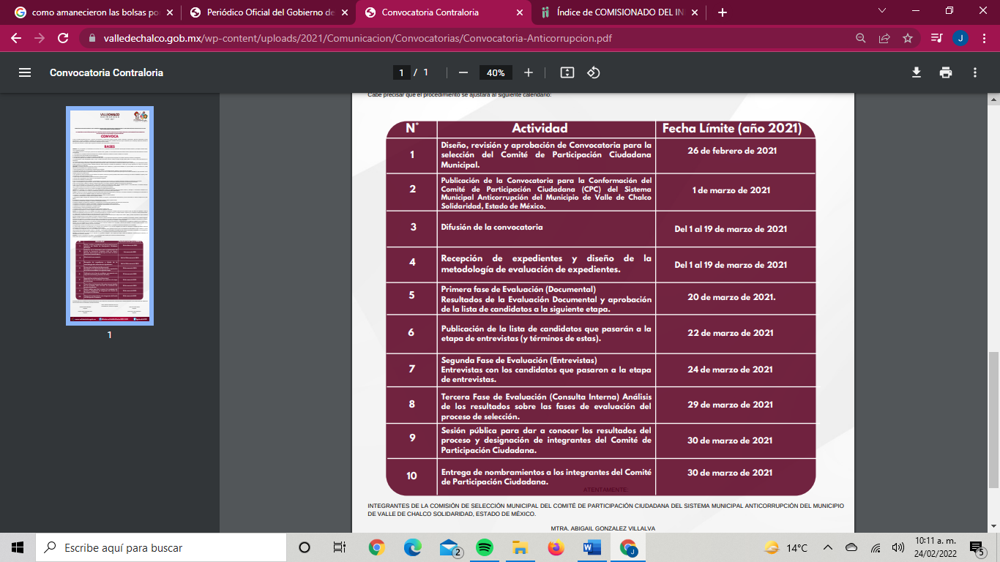 como amanecieron las bolsas po
Periódico Oficial del Gobierno de
Convocatoria Contraloria
Índice de COMISIONADO DEL IN
valledechalco.gob.mx/wp-content/uploads/2021/Comunicacion/Convocatorias/Convocatoria-Anticorrupcion.pdf
J
Convocatoria Contraloria
1 / 1
40%
VALLE CHALCO
CONVOCA
BASES
1
Cabe precisar que el procedimiento se ajustará al siguiente calendario:
N° Actividad Fecha Límite (año 2021)
1
Diseño, revisión y aprobación de Convocatoria para la
selección del Comité de Participación Ciudadana
Municipal.
26 de febrero de 2021
2
Publicación de la Convocatoria para la Conformación del
Comité de Participación Ciudadana (CPC) del Sistema
Municipal Anticorrupción del Municipio de Valle de Chalco
Solidaridad, Estado de México.
1 de marzo de 2021
3
Difusión de la convocatoria
Del 1 al 19 de marzo de 2021
4
Recepción de expedientes y diseño de la
metodología de evaluación de expedientes.
Del 1 al 19 de marzo de 2021
5
Primera fase de Evaluación (Documental)
Resultados de la Evaluación Documental y aprobación
de la lista de candidatos a la siguiente etapa.
20 de marzo de 2021.
6
Publicación de la lista de candidatos que pasarán a la
etapa de entrevistas (y términos de estas).
22 de marzo de 2021
7
Segunda Fase de Evaluación (Entrevistas)
Entrevistas con los candidatos que pasaron a la etapa
de entrevistas.
24 de marzo de 2021
8
Tercera Fase de Evaluación (Consulta Interna) Análisis
de los resultados sobre las fases de evaluación del
proceso de selección.
29 de marzo de 2021
9
Sesión pública para dar a conocer los resultados del
proceso y designación de integrantes del Comité de
Participación Ciudadana.
30 de marzo de 2021
10
Entrega de nombramientos a los integrantes del Comité
de Participación Ciudadana.
30 de marzo de 2021
ATENTAMENTE:
INTEGRANTES DE LA COMISIÓN DE SELECCIÓN MUNICIPAL DEL COMITÉ DE PARTICIPACIÓN CIUDADANA DEL SISTEMA MUNICIPAL ANTICORRUPCIÓN DEL MUNICIPIO
DE VALLE DE CHALCO SOLIDARIDAD, ESTADO DE MÉXICO.
MTRA. ABIGAIL GONZALEZ VILLALVA
Escribe aquí para buscar
2
J
14°C
10:11 a. m.
24/02/2022
5